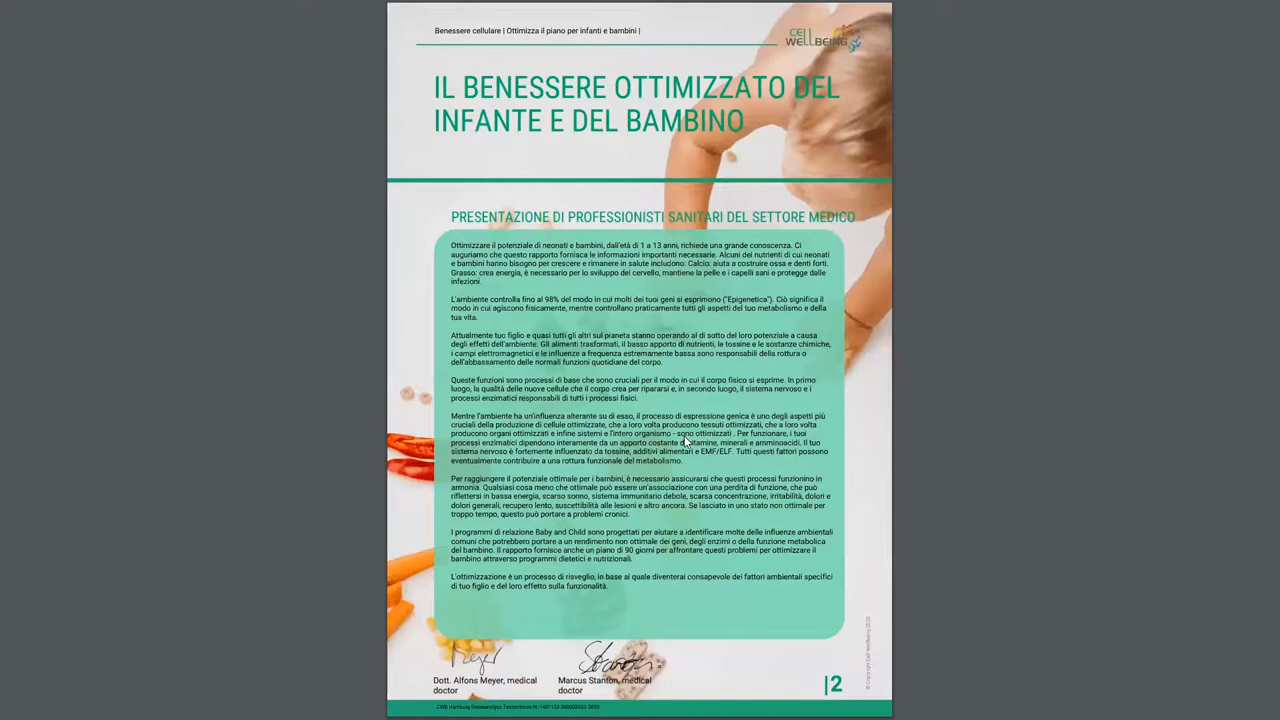 Benessere cellulare | Ottimizza il piano per infanti e bambini |
CELL
WELLBEING
IL BENESSERE OTTIMIZZATO DEL
INFANTE E DEL BAMBINO
PRESENTAZIONE DI PROFESSIONISTI SANITARI DEL SETTORE MEDICO
Ottimizzare il potenziale di neonati e bambini, dall'età di 1 a 13 anni, richiede una grande conoscenza. Ci
auguriamo che questo rapporto fornisca le informazioni importanti necessarie. Alcuni dei nutrienti di cui neonati
e bambini hanno bisogno per crescere e rimanere in salute includono: Calcio: aiuta a costruire ossa e denti forti.
Grasso: crea energia, è necessario per lo sviluppo del cervello, mantiene la pelle e i capelli sani e protegge dalle
infezioni.
L'ambiente controlla fino al 98% del modo in cui molti dei tuoi geni si esprimono ("Epigenetica"). Ciò significa il
modo in cui agiscono fisicamente, mentre controllano praticamente tutti gli aspetti del tuo metabolismo e della
tua vita.
Attualmente tuo figlio e quasi tutti gli altri sul pianeta stanno operando al di sotto del loro potenziale a causa
degli effetti dell'ambiente. Gli alimenti trasformati, il basso apporto di nutrienti, le tossine e le sostanze chimiche,
i campi elettromagnetici e le influenze a frequenza estremamente bassa sono responsabili della rottura o
dell'abbassamento delle normali funzioni quotidiane del corpo.
Queste funzioni sono processi di base che sono cruciali per il modo in cui il corpo fisico si esprime. In primo
luogo, la qualità delle nuove cellule che il corpo crea per ripararsi e, in secondo luogo, il sistema nervoso e i
processi enzimatici responsabili di tutti i processi fisici.
Mentre l'ambiente ha un'influenza alterante su di esso, il processo di espressione genica è uno degli aspetti più
cruciali della produzione di cellule ottimizzate, che a loro volta producono tessuti ottimizzati, che a loro volta
producono organi ottimizzati e infine sistemi e l'intero organismo - sono ottimizzati . Per funzionare, i tuoi
processi enzimatici dipendono interamente da un apporto costante di vitamine, minerali e amminoacidi. Il tuo
sistema nervoso è fortemente influenzato da tossine, additivi alimentari e EMF/ELF. Tutti questi fattori possono
eventualmente contribuire a una rottura funzionale del metabolismo.
Per raggiungere il potenziale ottimale per i bambini, è necessario assicurarsi che questi processi funzionino in
armonia. Qualsiasi cosa meno che ottimale può essere un'associazione con una perdita di funzione, che può
riflettersi in bassa energia, scarso sonno, sistema immunitario debole, scarsa concentrazione, irritabilità, dolori e
dolori generali, recupero lento, suscettibilità alle lesioni e altro ancora. Se lasciato in uno stato non ottimale per
troppo tempo, questo può portare a problemi cronici.
I programmi di relazione Baby and Child sono progettati per aiutare a identificare molte delle influenze ambientali
comuni che potrebbero portare a un rendimento non ottimale dei geni, degli enzimi o della funzione metabolica
del bambino. Il rapporto fornisce anche un piano di 90 giorni per affrontare questi problemi per ottimizzare il
bambino attraverso programmi dietetici e nutrizionali.
L'ottimizzazione è un processo di risveglio, in base al quale diventerai consapevole dei fattori ambientali specifici
di tuo figlio e del loro effetto sulla funzionalità.
Dott. Alfons Meyer, medical
doctor
Marcus Stanton, medical
doctor
|2
© Copyright Cell Wellbeing 2020